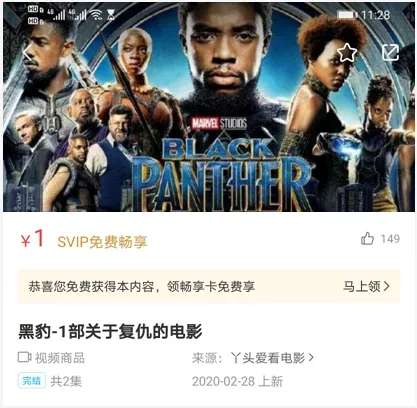 HD 4G 4G 11:28
HD
MARVEL STUDIOS
BLACK
PANTHER
¥1 SVIP免费畅享 149
恭喜您免费获得本内容，领畅享卡免费享 马上领
黑豹-1部关于复仇的电影
视频商品 来源：丫头爱看电影
完结 共2集 2020-02-28 上新